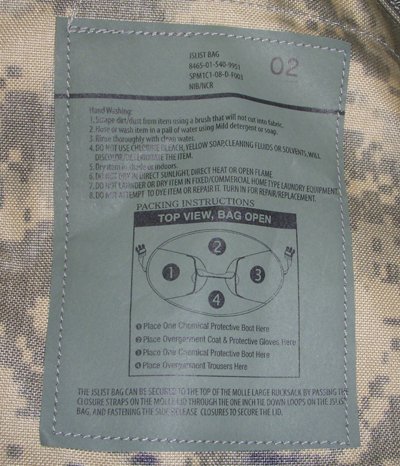 JSLIST BAG
8465-01-540-9951
SPM1C1-08-D-F003
NIB/NCR
02
Hand Washing:
1. Scrape dirt/dust from item using a brush that will not cut into fabric.
2. Hose or wash item in a pail of water using Mild detergent or soap.
3. Rinse thoroughly with clean water.
4. DO NOT USE CHLORINE BLEACH, YELLOW SOAP,CLEANING FLUIDS OR SOLVENTS, WILL
DISCOLOR/DETERIORATE THE ITEM.
5. Dry item in shade or indoors.
6. DO NOT DRY IN DIRECT SUNLIGHT, DIRECT HEAT OR OPEN FLAME
7. DO NOT LAUNDER OR DRY ITEM IN FIXED/COMMERCIAL HOME TYPE LAUNDRY EQUIPMENT.
8. DO NOT ATTEMPT TO DYE ITEM OR REPAIR IT. TURN IN FOR REPAIR/REPLACEMENT.
PACKING INSTRUCTIONS
TOP VIEW, BAG OPEN
2
1
3
4
1 Place One Chemical Protective Boot Here
2 Place Overgarment Coat & Protective Gloves Here
3 Place One Chemical Protective Boot Here
4 Place Overgarment Trousers Here
THE JSLIST BAG CAN BE SECURED TO THE TOP OF THE MOLLE LARGE RUCKSACK BY PASSING THE
CLOSURE STRAPS ON THE MOLLE LID THROUGH THE ONE INCH TIE DOWN LOOPS ON THE JSLIST
BAG, AND FASTENING THE SIDE RELEASE CLOSURES TO SECURE THE LID.